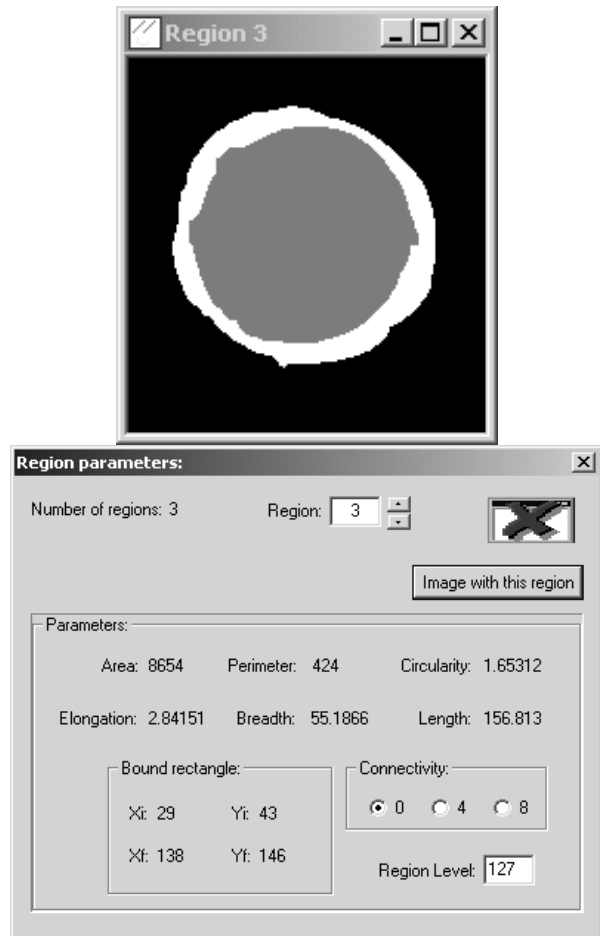 Region 3
Region parameters:
Number of regions: 3 Region: 3
Image with this region
Parameters:
Area: 8654 Perimeter: 424 Circularity: 1.65312
Elongation: 2.84151 Breadth: 55.1866 Length: 156.813
Bound rectangle: Connectivity:
Xi: 29 Yi: 43 0 4 8
Xf: 138 Yf: 146
Region Level: 127